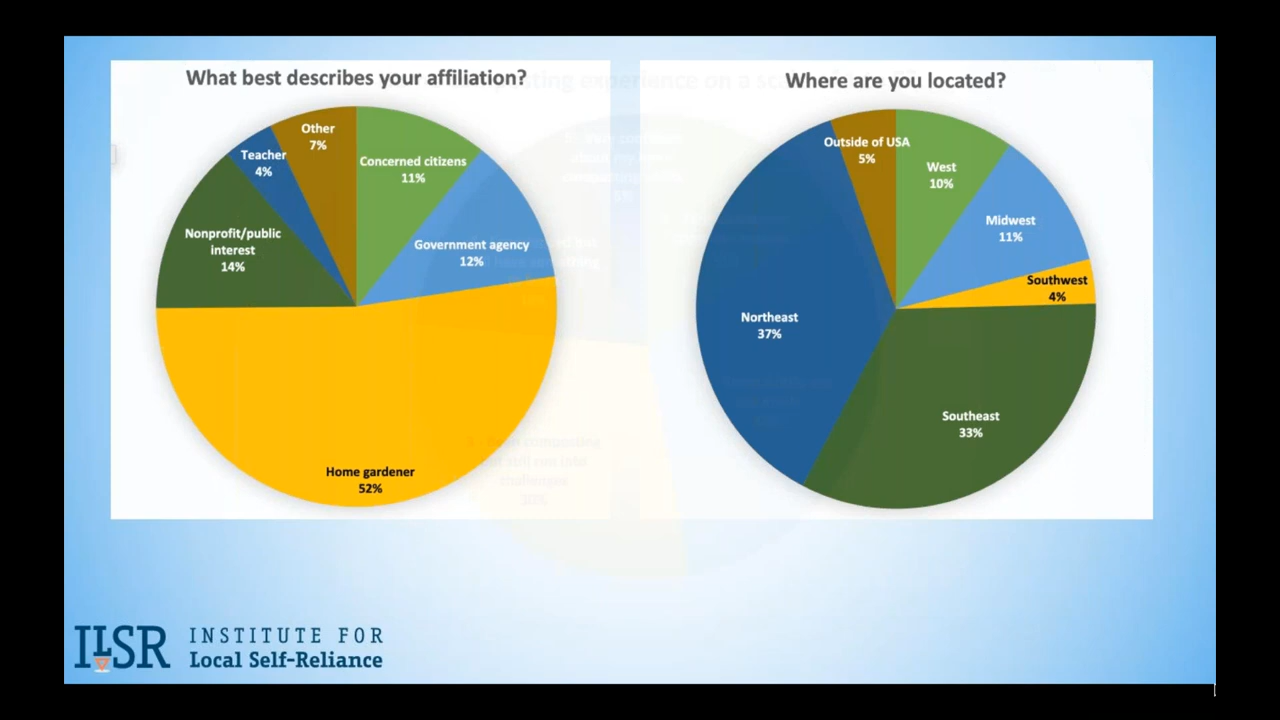 What best describes your affiliation?
Other
7%
Teacher
4%
Concerned citizens
11%
Nonprofit/public
interest
14%
Government agency
12%
Home gardener
52%
Where are you located?
Outside of USA
5%
West
10%
Midwest
11%
Southwest
4%
Northeast
37%
Southeast
33%
ILSR
INSTITUTE FOR
Local Self-Reliance